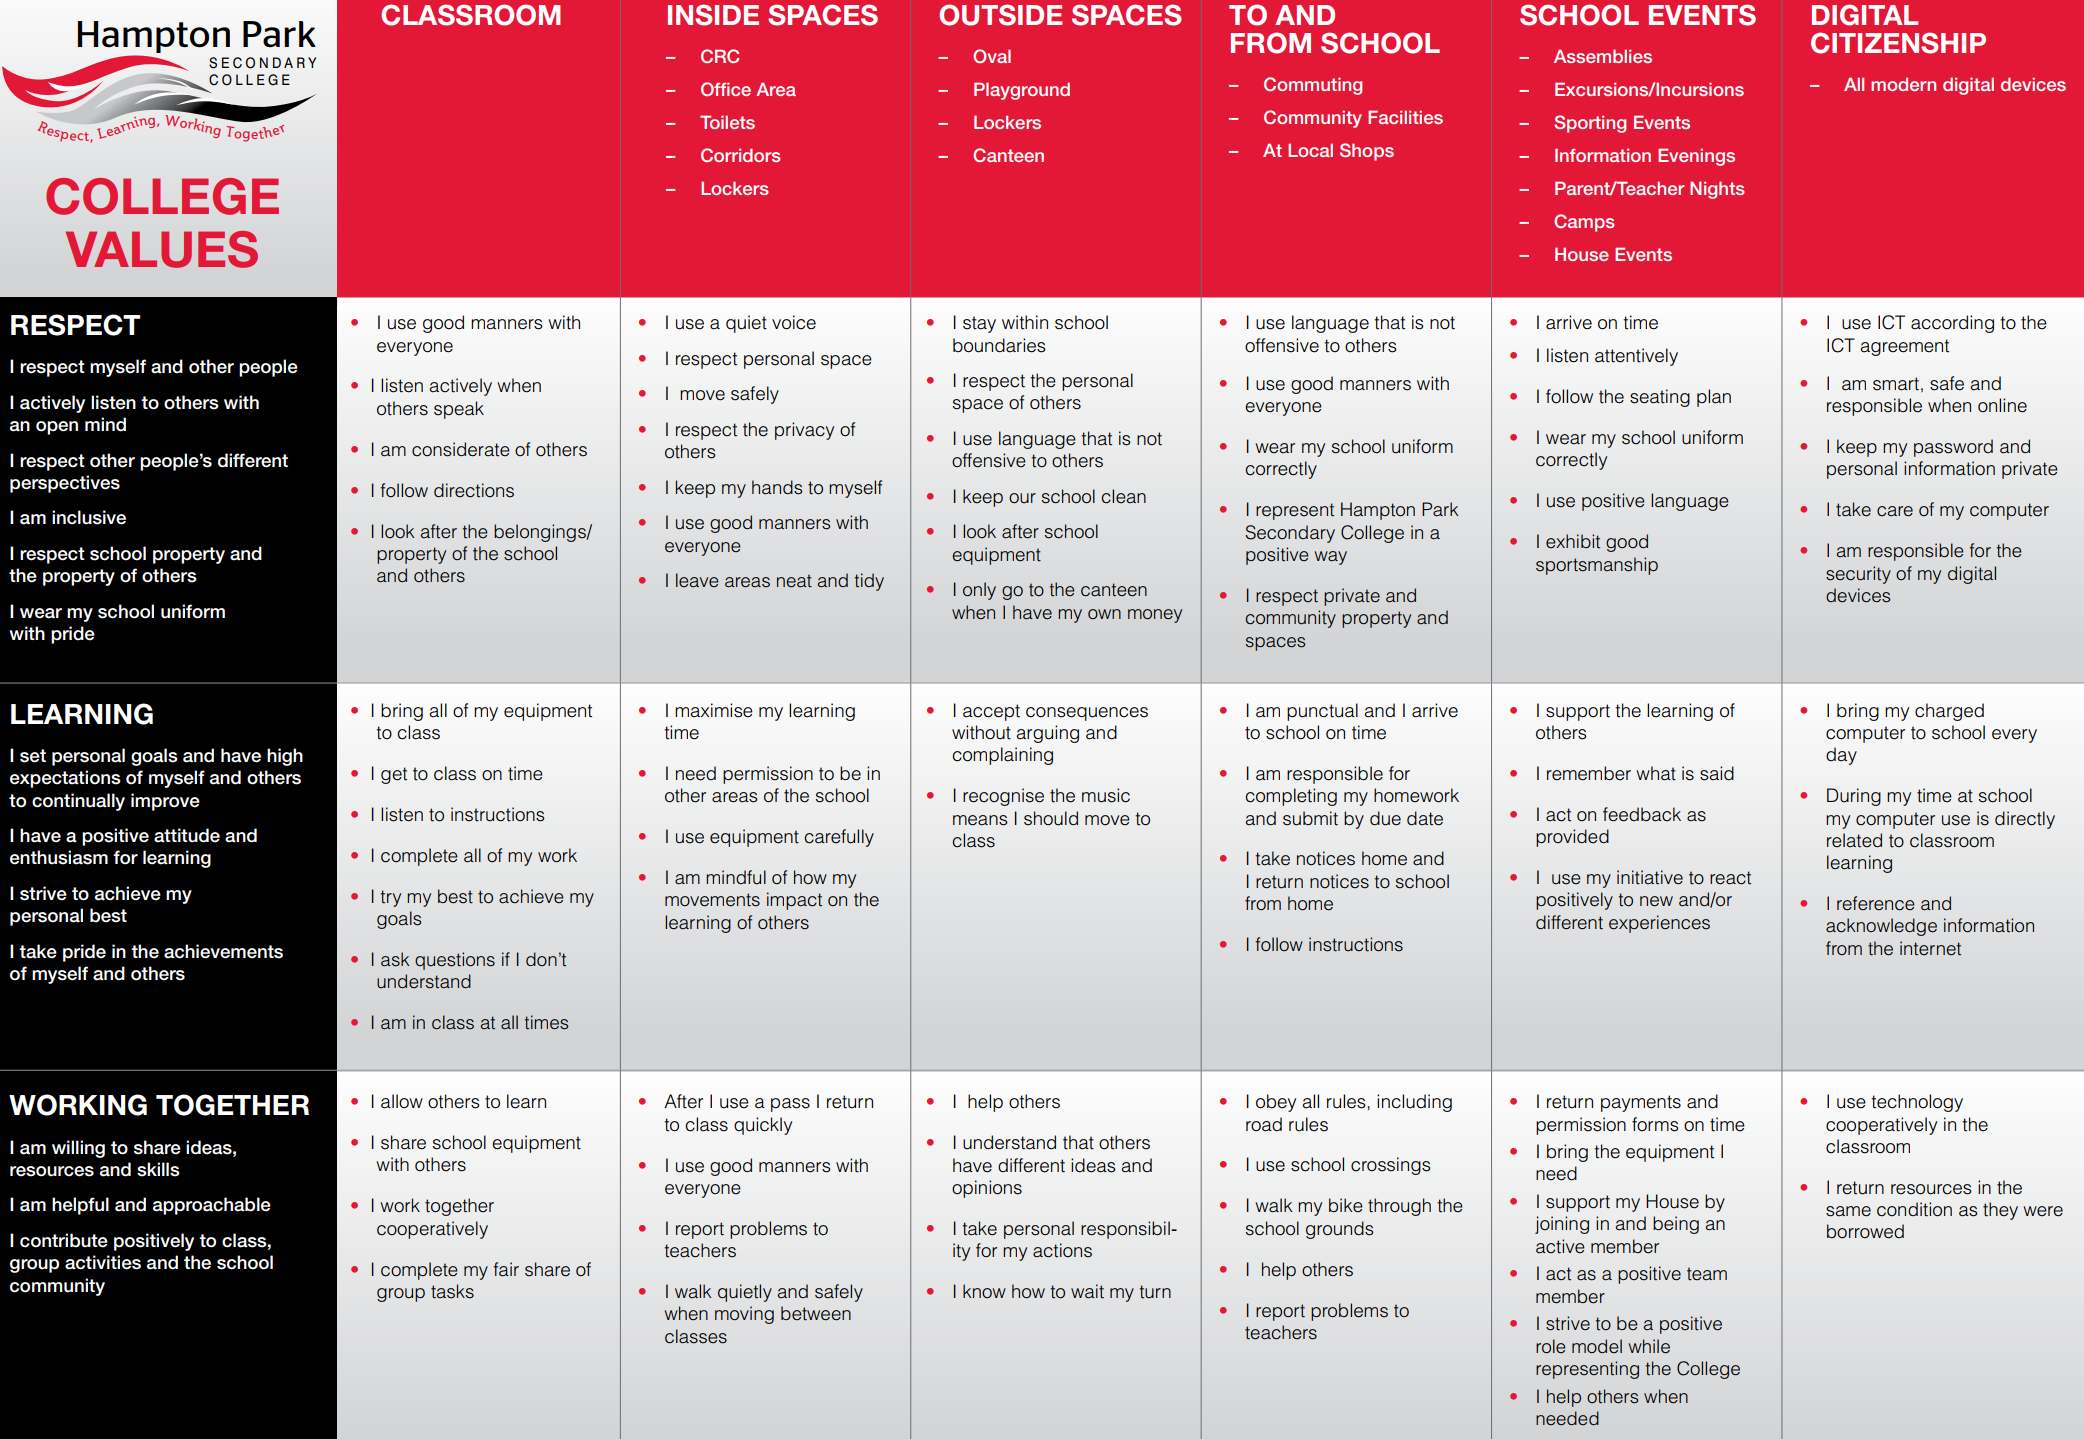 Hampton Park
SECONDARY
COLLEGE
Respect, Learning, Working Together
COLLEGE
VALUES
CLASSROOM
INSIDE SPACES
– CRC
– Office Area
– Toilets
– Corridors
– Lockers
OUTSIDE SPACES
– Oval
– Playground
– Lockers
– Canteen
TO AND
FROM SCHOOL
– Commuting
– Community Facilities
– At Local Shops
SCHOOL EVENTS
– Assemblies
– Excursions/Incursions
– Sporting Events
– Information Evenings
– Parent/Teacher Nights
– Camps
– House Events
DIGITAL
CITIZENSHIP
– All modern digital devices
RESPECT
I respect myself and other people
I actively listen to others with
an open mind
I respect other people's different
perspectives
I am inclusive
I respect school property and
the property of others
I wear my school uniform
with pride
• I use good manners with
everyone
• I listen actively when
others speak
• I am considerate of others
• I follow directions
• I look after the belongings/
property of the school
and others
• I use a quiet voice
• I respect personal space
• I move safely
• I respect the privacy of
others
• I keep my hands to myself
• I use good manners with
everyone
• I leave areas neat and tidy
• I stay within school
boundaries
• I respect the personal
space of others
• I use language that is not
offensive to others
• I keep our school clean
• I look after school
equipment
• I only go to the canteen
when I have my own money
• I use language that is not
offensive to others
• I use good manners with
everyone
• I wear my school uniform
correctly
• I represent Hampton Park
Secondary College in a
positive way
• I respect private and
community property and
spaces
• I arrive on time
• I listen attentively
• I follow the seating plan
• I wear my school uniform
correctly
• I use positive language
• I exhibit good
sportsmanship
• I use ICT according to the
ICT agreement
• I am smart, safe and
responsible when online
• I keep my password and
personal information private
• I take care of my computer
• I am responsible for the
security of my digital
devices
LEARNING
I set personal goals and have high
expectations of myself and others
to continually improve
I have a positive attitude and
enthusiasm for learning
I strive to achieve my
personal best
I take pride in the achievements
of myself and others
• I bring all of my equipment
to class
• I get to class on time
• I listen to instructions
• I complete all of my work
• I try my best to achieve my
goals
• I ask questions if I don't
understand
• I am in class at all times
• I maximise my learning
time
• I need permission to be in
other areas of the school
• I use equipment carefully
• I am mindful of how my
movements impact on the
learning of others
• I accept consequences
without arguing and
complaining
• I recognise the music
means I should move to
class
• I am punctual and I arrive
to school on time
• I am responsible for
completing my homework
and submit by due date
• I take notices home and
I return notices to school
from home
• I follow instructions
• I support the learning of
others
• I remember what is said
• I act on feedback as
provided
• I use my initiative to react
positively to new and/or
different experiences
• I bring my charged
computer to school every
day
• During my time at school
my computer use is directly
related to classroom
learning
• I reference and
acknowledge information
from the internet
WORKING TOGETHER
I am willing to share ideas,
resources and skills
I am helpful and approachable
I contribute positively to class,
group activities and the school
community
• I allow others to learn
• I share school equipment
with others
• I work together
cooperatively
• I complete my fair share of
group tasks
• After I use a pass I return
to class quickly
• I use good manners with
everyone
• I report problems to
teachers
• I walk quietly and safely
when moving between
classes
• I help others
• I understand that others
have different ideas and
opinions
• I take personal responsibil-
ity for my actions
• I know how to wait my turn
• I obey all rules, including
road rules
• I use school crossings
• I walk my bike through the
school grounds
• I help others
• I report problems to
teachers
• I return payments and
permission forms on time
• I bring the equipment I
need
• I support my House by
joining in and being an
active member
• I act as a positive team
member
• I strive to be a positive
role model while
representing the College
• I help others when
needed
• I use technology
cooperatively in the
classroom
• I return resources in the
same condition as they were
borrowed